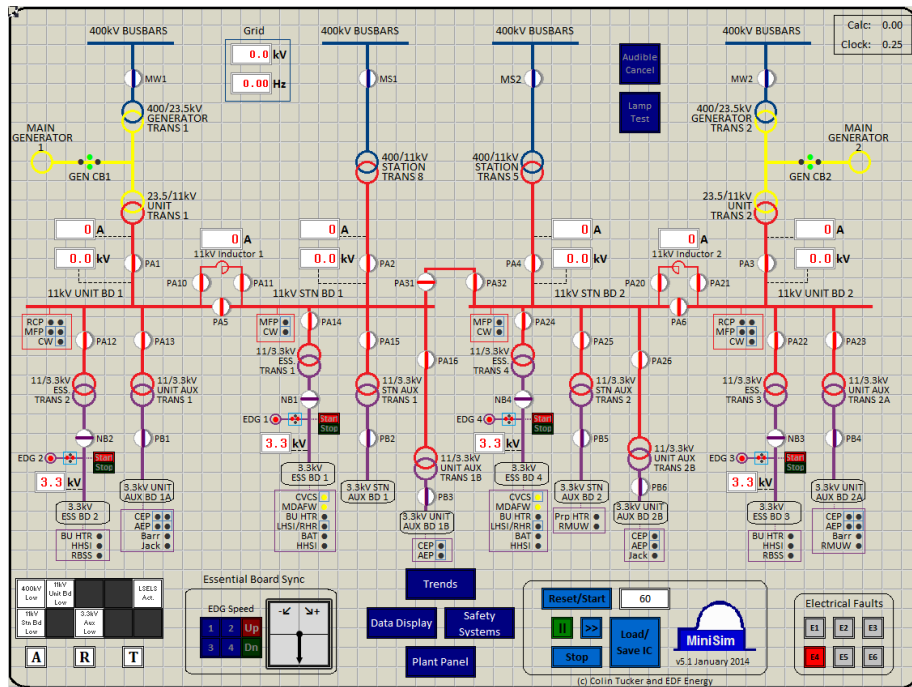 400kV BUSBARS
Grid
400kV BUSBARS
400kV BUSBARS
400kV BUSBARS
Calc: 0.00
Clock: 0.25
0.0 kV
0.00 Hz
Audible
Cancel
Lamp
Test
MW1
MS1
MS2
MW2
400/23.5kV
GENERATOR
TRANS 1
400/23.5kV
GENERATOR
TRANS 2
MAIN
GENERATOR
1
MAIN
GENERATOR
2
GEN CB1
GEN CB2
400/11kV
STATION
TRANS 8
400/11kV
STATION
TRANS 5
23.5/11kV
UNIT
TRANS 1
23.5/11kV
UNIT
TRANS 2
0 A
0.0 kV
0 A
11kV Inductor 1
0 A
0.0 kV
0 A
0.0 kV
0 A
11kV Inductor 2
0 A
0.0 kV
PA1
PA10
PA11
PA2
PA31
PA32
PA4
PA20
PA21
PA3
11kV UNIT BD 1
PA5
11kV STN BD 1
11kV STN BD 2
PA6
11kV UNIT BD 2
RCP
MFP
CW
MFP
CW
MFP
CW
RCP
MFP
CW
PA12
PA13
PA14
PA15
PA16
PA24
PA25
PA26
PA22
PA23
11/3.3kV
ESS.
TRANS 2
11/3.3kV
UNIT AUX
TRANS 1
11/3.3kV
ESS.
TRANS 1
11/3.3kV
STN AUX
TRANS 1
11/3.3kV
ESS.
TRANS 4
11/3.3kV
STN AUX
TRANS 2
11/3.3kV
ESS.
TRANS 3
11/3.3kV
UNIT AUX
TRANS 2A
NB1
NB4
EDG 1
Start
Stop
EDG 4
Start
Stop
NB2
PB1
PB2
PB5
NB3
PB4
3.3 kV
3.3 kV
EDG 2
Start
Stop
EDG 3
Start
Stop
3.3 kV
3.3 kV
11/3.3kV
UNIT AUX
TRANS 1B
11/3.3kV
UNIT AUX
TRANS 2B
PB3
PB6
3.3kV
ESS BD 2
3.3kV UNIT
AUX BD 1A
3.3kV
ESS BD 1
3.3kV STN
AUX BD 1
3.3kV UNIT
AUX BD 1B
3.3kV
ESS BD 4
3.3kV STN
AUX BD 2
3.3kV UNIT
AUX BD 2B
3.3kV
ESS BD 3
3.3kV UNIT
AUX BD 2A
BU HTR
HHSI
RBSS
CEP
AEP
Barr
Jack
CVCS
MDAFW
BU HTR
LHSI/RHR
BAT
HHSI
CEP
AEP
CVCS
MDAFW
BU HTR
LHSI/RHR
BAT
HHSI
Prp HTR
RMUW
CEP
AEP
Jack
BU HTR
HHSI
RBSS
CEP
AEP
Barr
RMUW
400kV
Low
11kV
Unit Bd
Low
LSELS
Act.
11kV
Stn Bd
Low
3.3kV
Aux
Low
A R T
Essential Board Sync
EDG Speed
1 2 Up
3 4 Dn
-
+
Trends
Data Display
Safety
Systems
Plant Panel
Reset/Start
60
II
>>
Load/
Save IC
Stop
MiniSim
v5.1 January 2014
(c) Colin Tucker and EDF Energy
Electrical Faults
E1 E2 E3
E4 E5 E6